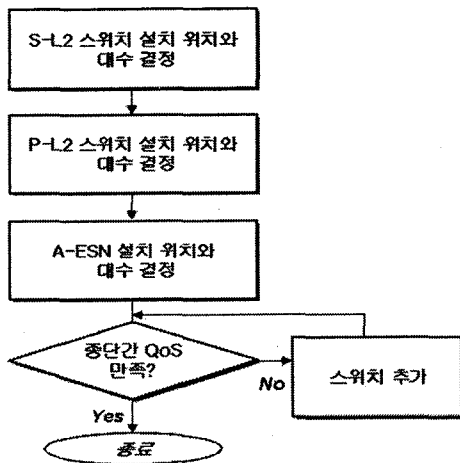 S-L2 스위치 설치 위치와
대수 결정
P-L2 스위치 설치 위치와
대수 결정
A-ESN 설치 위치와
대수 결정
종단간 QoS
만족?
No
스위치 추가
Yes
종료